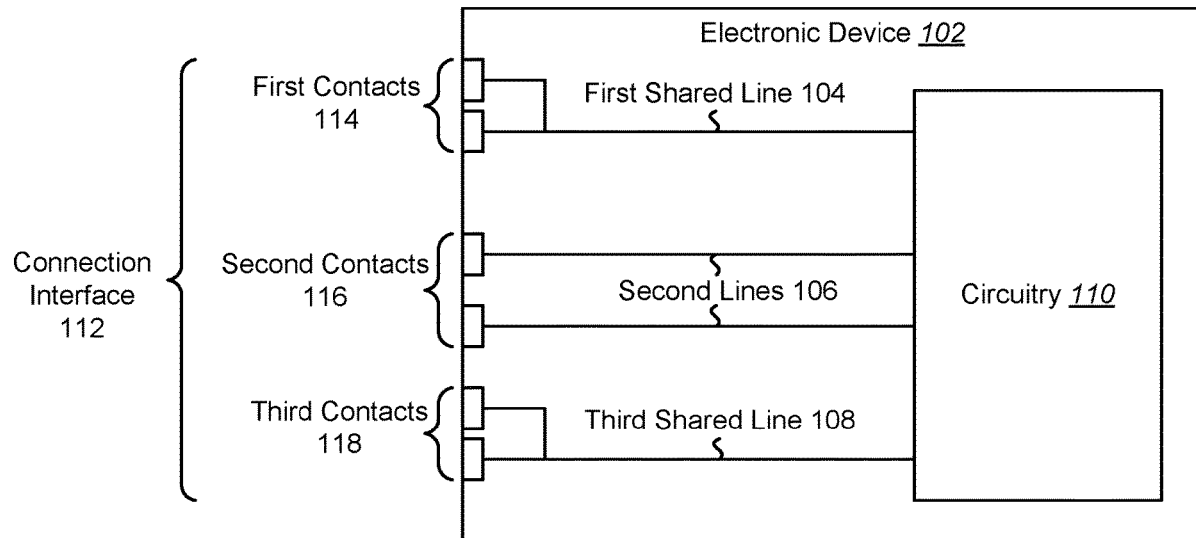 Electronic Device 102
First Contacts
114
First Shared Line 104
Connection
Interface
112
Second Contacts
116
Second Lines 106
Circuitry 110
Third Contacts
118
Third Shared Line 108